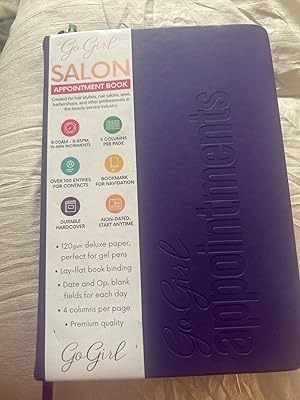 Go Girl
SALON
APPOINTMENT BOOK
Created for hair stylists, nail salons, spas,
barbershops, and other professionals in
the beauty service industry.
8:00AM - 8:45PM,
15-MIN INCREMENTS
4 COLUMNS
PER PAGE
OVER 100 ENTRIES
FOR CONTACTS
BOOKMARK
FOR NAVIGATION
DURABLE
HARDCOVER
NON-DATED,
START ANYTIME
• 120gsm deluxe paper,
perfect for gel pens
• Lay-flat book binding
• Date and Op. blank
fields for each day
• 4 columns per page
• Premium quality
Go Girl
Go Girl
appointments